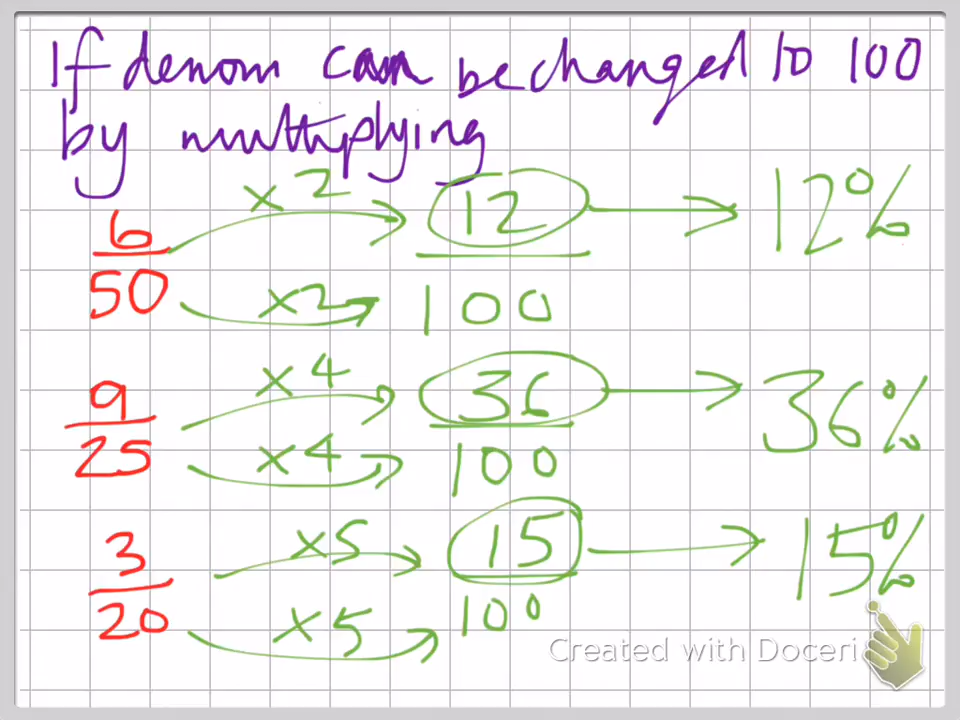 If denom can be changed to 100
by multiplying
6/50 ×2 12/100 12%
×2
9/25 ×4 36/100 36%
×4
3/20 ×5 15/100 15%
×5
Created with Doceri